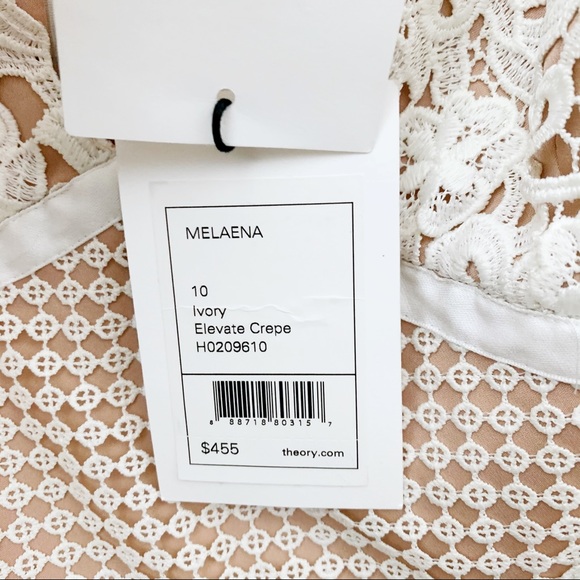 MELAENA
10
Ivory
Elevate Crepe
H0209610
8 88718 80315 7
$455 theory.com